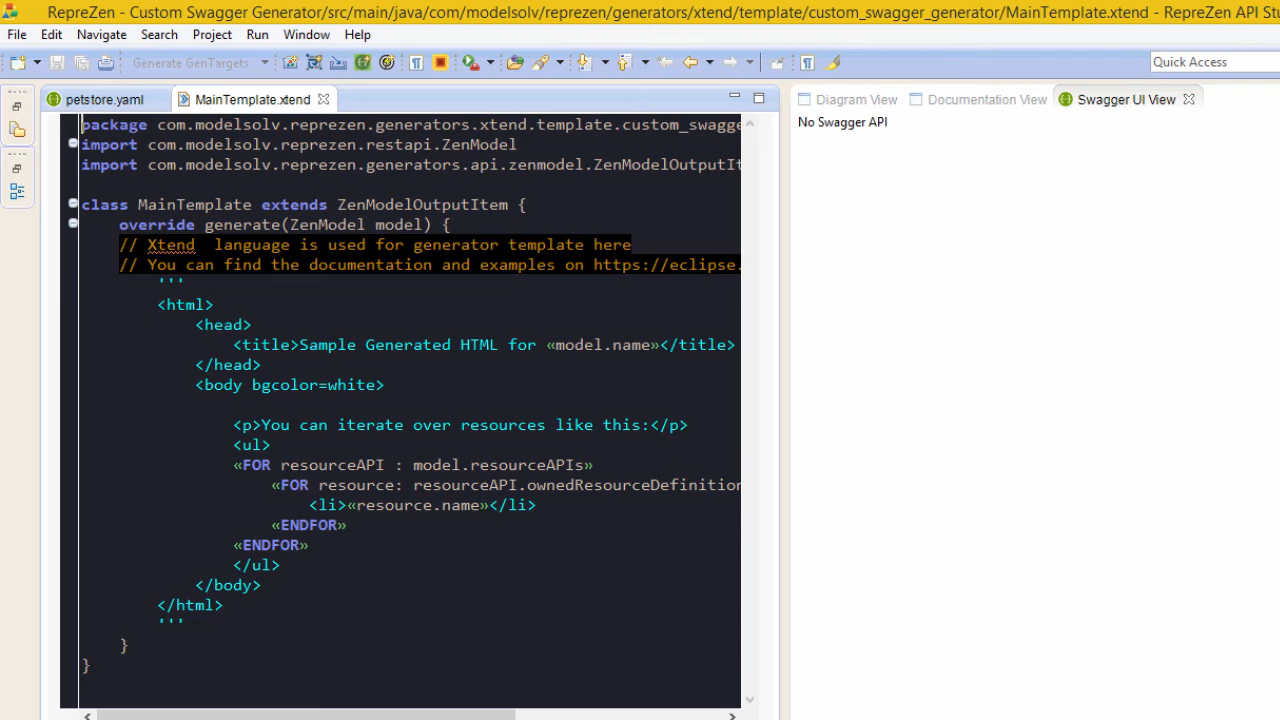 RepreZen - Custom Swagger Generator/src/main/java/com/modelsolv/reprezen/generators/xtend/template/custom_swagger_generator/MainTemplate.xtend - RepreZen API Stu
File Edit Navigate Search Project Run Window Help
Generate GenTargets Quick Access
petstore.yaml MainTemplate.xtend Diagram View Documentation View Swagger UI View
No Swagger API
package com.modelsolv.reprezen.generators.xtend.template.custom_swagge
import com.modelsolv.reprezen.restapi.ZenModel
import com.modelsolv.reprezen.generators.api.zenmodel.ZenModelOutputIt
class MainTemplate extends ZenModelOutputItem {
override generate(ZenModel model) {
// Xtend  language is used for generator template here
// You can find the documentation and examples on https://eclipse.
'''
<html>
<head>
<title>Sample Generated HTML for «model.name»</title>
</head>
<body bgcolor=white>
<p>You can iterate over resources like this:</p>
<ul>
«FOR resourceAPI : model.resourceAPIs»
«FOR resource: resourceAPI.ownedResourceDefinition
<li>«resource.name»</li>
«ENDFOR»
«ENDFOR»
</ul>
</body>
</html>
'''
}
}